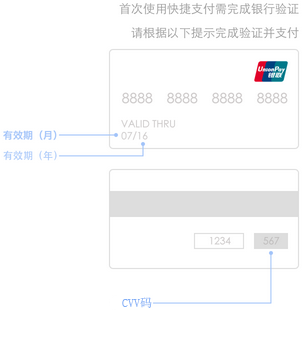 首次使用快捷支付需完成银行验证
请根据以下提示完成验证并支付
UnionPay
银联
8888 8888 8888 8888
VALID THRU
有效期（月）
07/16
有效期（年）
1234 567
CVV码